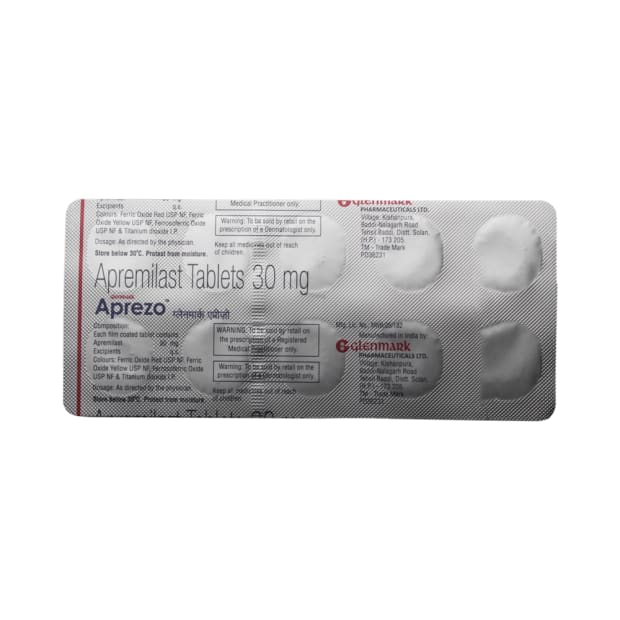 Excipients q.s.
Colours: Ferric Oxide Red USP NF, Ferric
Oxide Yellow USP NF, Ferrosoferric Oxide
USP NF & Titanium dioxide I.P.
Dosage: As directed by the physician.
Store below 30°C. Protect from moisture.
Medical Practitioner only.
Warning: To be sold by retail on the
prescription of a Dermatologist only.
Keep all medicines out of reach
of children.
Glenmark
PHARMACEUTICALS LTD.
Village: Kishanpura,
Baddi-Nalagarh Road
Tehsil Baddi, Distt. Solan,
(H.P.) - 173 205.
TM - Trade Mark
PD36231
Apremilast Tablets 30 mg
Aprezo™ ग्लेनमार्क एप्रीज़ो
Composition:
Each film coated tablet contains
Apremilast 30 mg
Excipients q.s.
Colours: Ferric Oxide Red USP NF, Ferric
Oxide Yellow USP NF, Ferrosoferric Oxide
USP NF & Titanium dioxide I.P.
Dosage: As directed by the physician.
Store below 30°C. Protect from moisture.
WARNING: To be sold by retail on
the prescription of a Registered
Medical Practitioner only.
Warning: To be sold by retail on the
prescription of a Dermatologist only.
Keep all medicines out of reach
of children.
Mfg. Lic. No.
Manufactured in India by:
Glenmark
PHARMACEUTICALS LTD.
Village: Kishanpura,
Baddi-Nalagarh Road
Tehsil Baddi, Distt. Solan,
(H.P.) - 173 205.
TM - Trade Mark
PD36231
Apremilast Tablets 30 mg